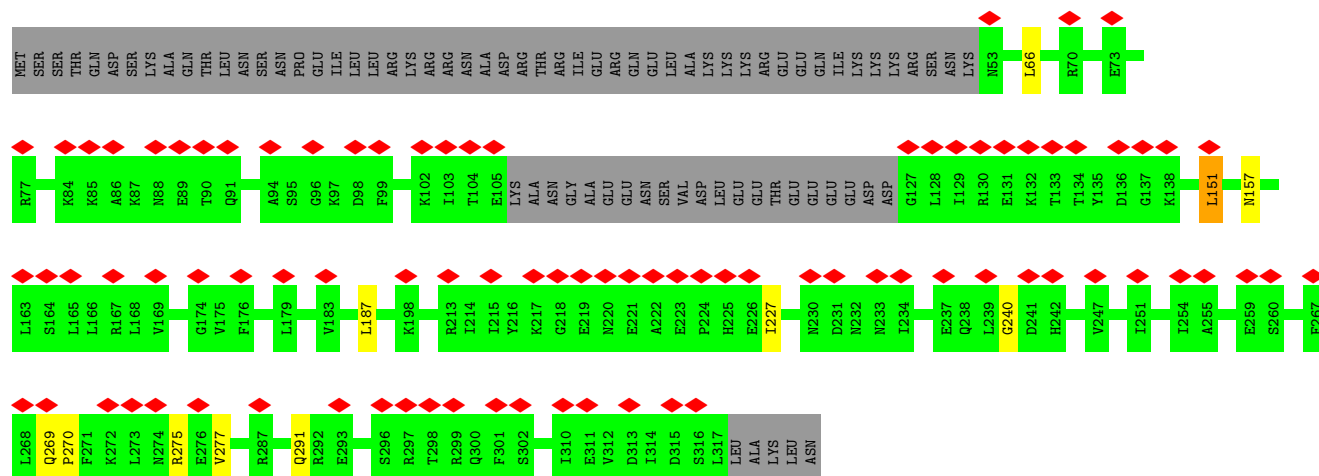 MET SER SER THR GLN ASP SER LYS ALA GLN THR LEU ASN SER ASN PRO GLU ILE LEU LEU ARG LYS ARG ARG ASN ALA ASP ARG THR ARG ILE GLU ARG GLN GLU LEU ALA LYS LYS LYS ARG GLU GLU GLN ILE LYS LYS LYS ARG SER ASN LYS N53 L66 R70 E73
R77 K84 K85 A86 K87 N88 E89 T90 Q91 A94 S95 G96 K97 D98 F99 K102 I103 T104 E105 LYS ALA ASN GLY ALA GLU GLU ASN SER VAL ASP LEU GLU GLU THR GLU GLU GLU GLU ASP ASP G127 L128 I129 R130 E131 K132 T133 T134 Y135 D136 G137 K138 L151 N157
L163 S164 L165 L166 R167 L168 V169 G174 V175 F176 L179 V183 L187 K198 R213 I214 I215 Y216 K217 G218 E219 N220 E221 A222 E223 P224 H225 E226 I227 N230 D231 N232 N233 I234 E237 Q238 L239 G240 D241 H242 V247 I251 I254 A255 E259 S260 E267
L268 Q269 P270 F271 K272 L273 N274 R275 E276 V277 R287 Q291 R292 E293 S296 R297 T298 R299 Q300 F301 S302 I310 E311 V312 D313 I314 D315 S316 L317 LEU ALA LYS LEU ASN